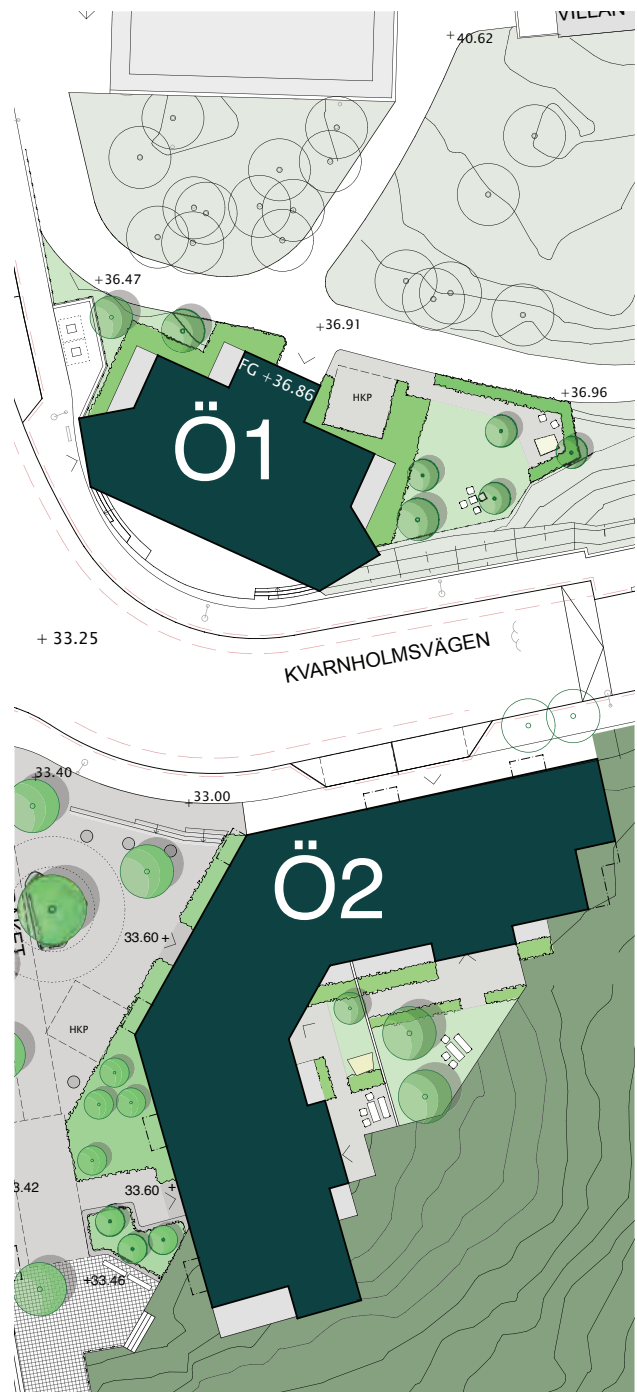 VILLAN
+40.62
+36.47
+36.91
FG +36.86
+36.96
HKP
Ö1
+ 33.25
KVARNHOLMSVÄGEN
+33.40
+33.00
Ö2
33.60 +
HKP
33.60 +
3.42
+33.46